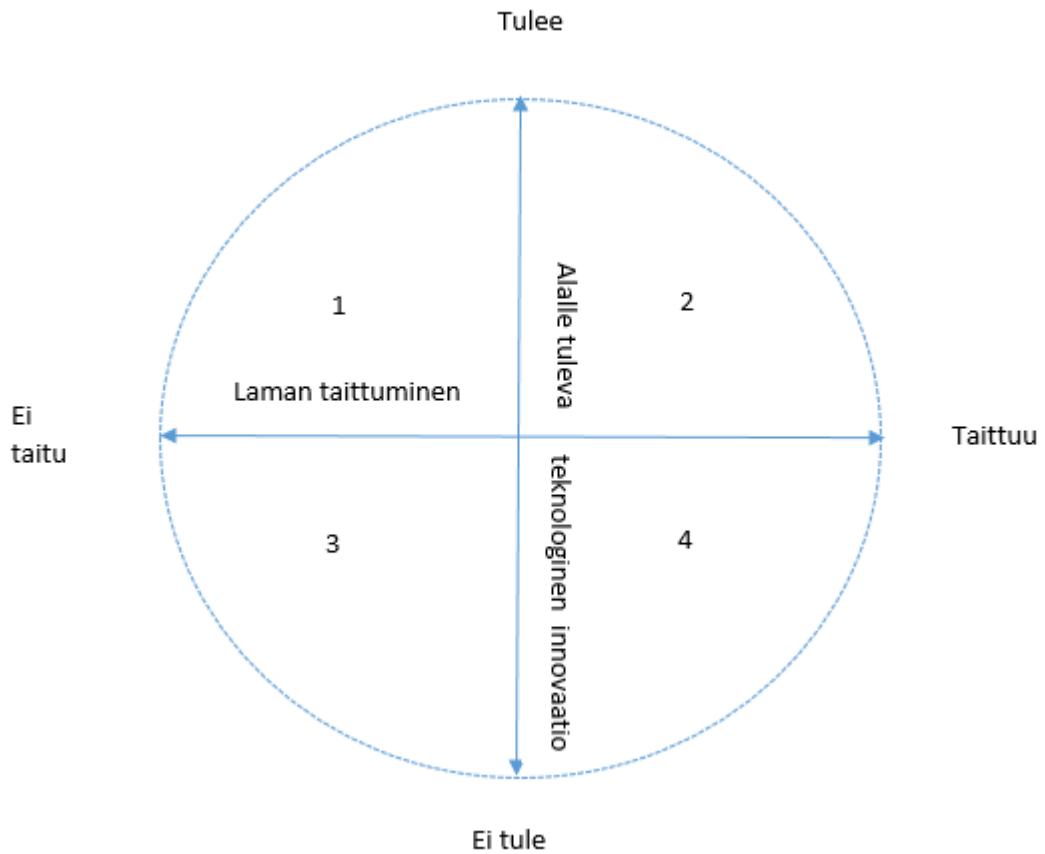 Tulee
1
2
Alalle tuleva teknologinen innovaatio
Laman taittuminen
Ei
taitu
Taittuu
3
4
Ei tule